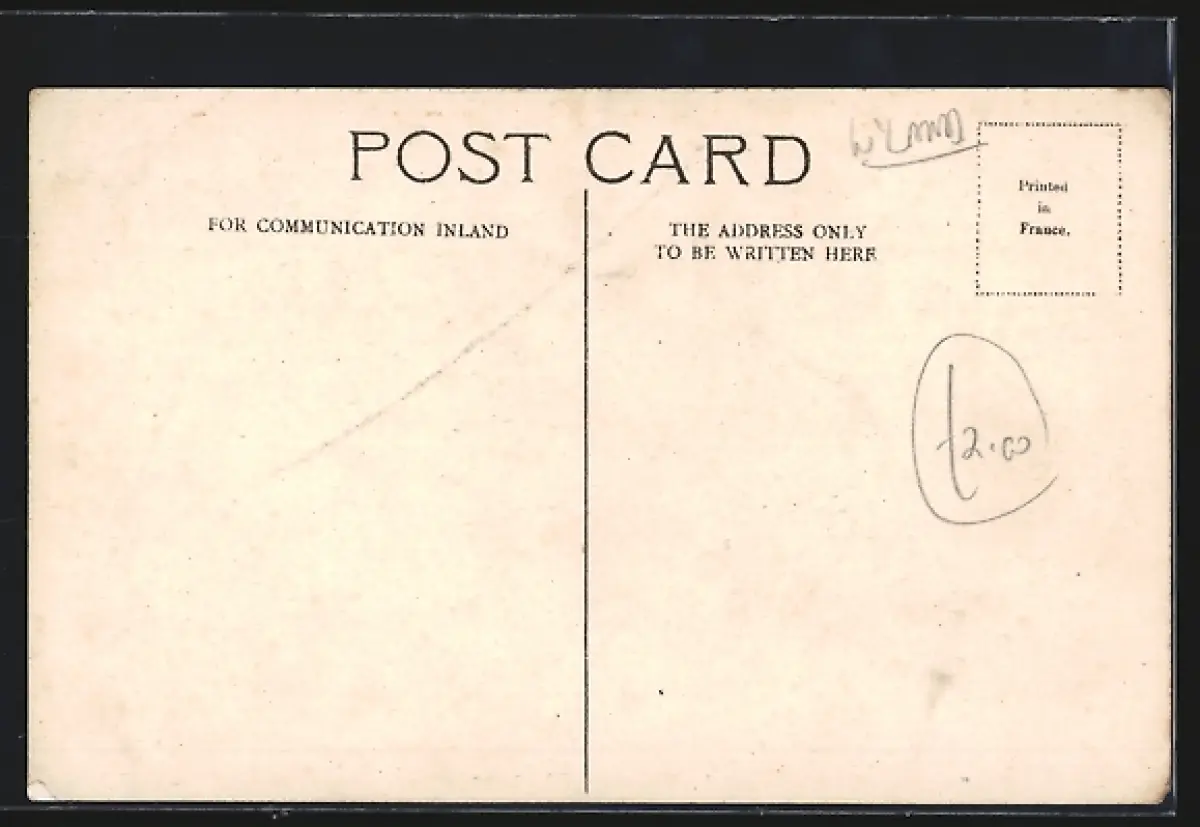 POST CARD
FOR COMMUNICATION INLAND
THE ADDRESS ONLY
TO BE WRITTEN HERE
Printed
in
France.
£2.00